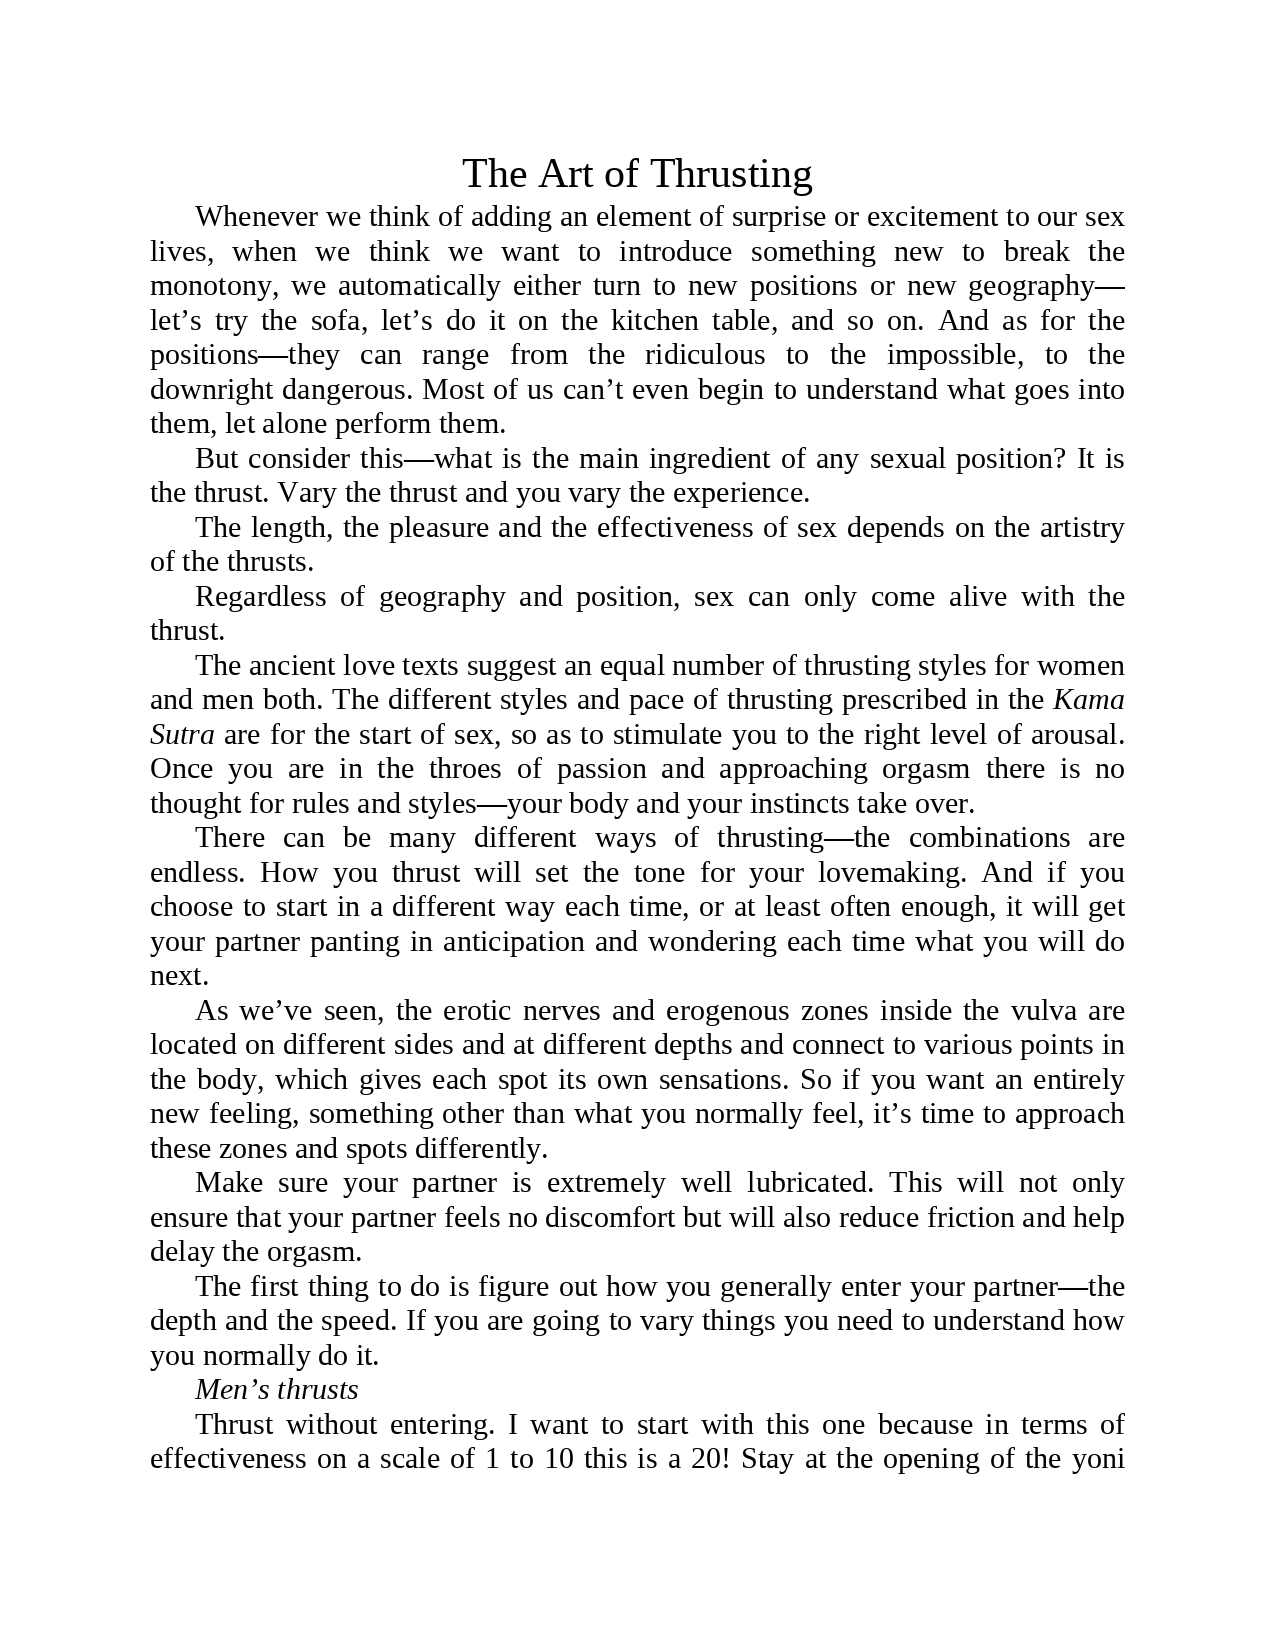 The Art of Thrusting
Whenever we think of adding an element of surprise or excitement to our sex
lives, when we think we want to introduce something new to break the
monotony, we automatically either turn to new positions or new geography—
let’s try the sofa, let’s do it on the kitchen table, and so on. And as for the
positions—they can range from the ridiculous to the impossible, to the
downright dangerous. Most of us can’t even begin to understand what goes into
them, let alone perform them.
But consider this—what is the main ingredient of any sexual position? It is
the thrust. Vary the thrust and you vary the experience.
The length, the pleasure and the effectiveness of sex depends on the artistry
of the thrusts.
Regardless of geography and position, sex can only come alive with the
thrust.
The ancient love texts suggest an equal number of thrusting styles for women
and men both. The different styles and pace of thrusting prescribed in the Kama
Sutra are for the start of sex, so as to stimulate you to the right level of arousal.
Once you are in the throes of passion and approaching orgasm there is no
thought for rules and styles—your body and your instincts take over.
There can be many different ways of thrusting—the combinations are
endless. How you thrust will set the tone for your lovemaking. And if you
choose to start in a different way each time, or at least often enough, it will get
your partner panting in anticipation and wondering each time what you will do
next.
As we’ve seen, the erotic nerves and erogenous zones inside the vulva are
located on different sides and at different depths and connect to various points in
the body, which gives each spot its own sensations. So if you want an entirely
new feeling, something other than what you normally feel, it’s time to approach
these zones and spots differently.
Make sure your partner is extremely well lubricated. This will not only
ensure that your partner feels no discomfort but will also reduce friction and help
delay the orgasm.
The first thing to do is figure out how you generally enter your partner—the
depth and the speed. If you are going to vary things you need to understand how
you normally do it.
Men’s thrusts
Thrust without entering. I want to start with this one because in terms of
effectiveness on a scale of 1 to 10 this is a 20! Stay at the opening of the yoni